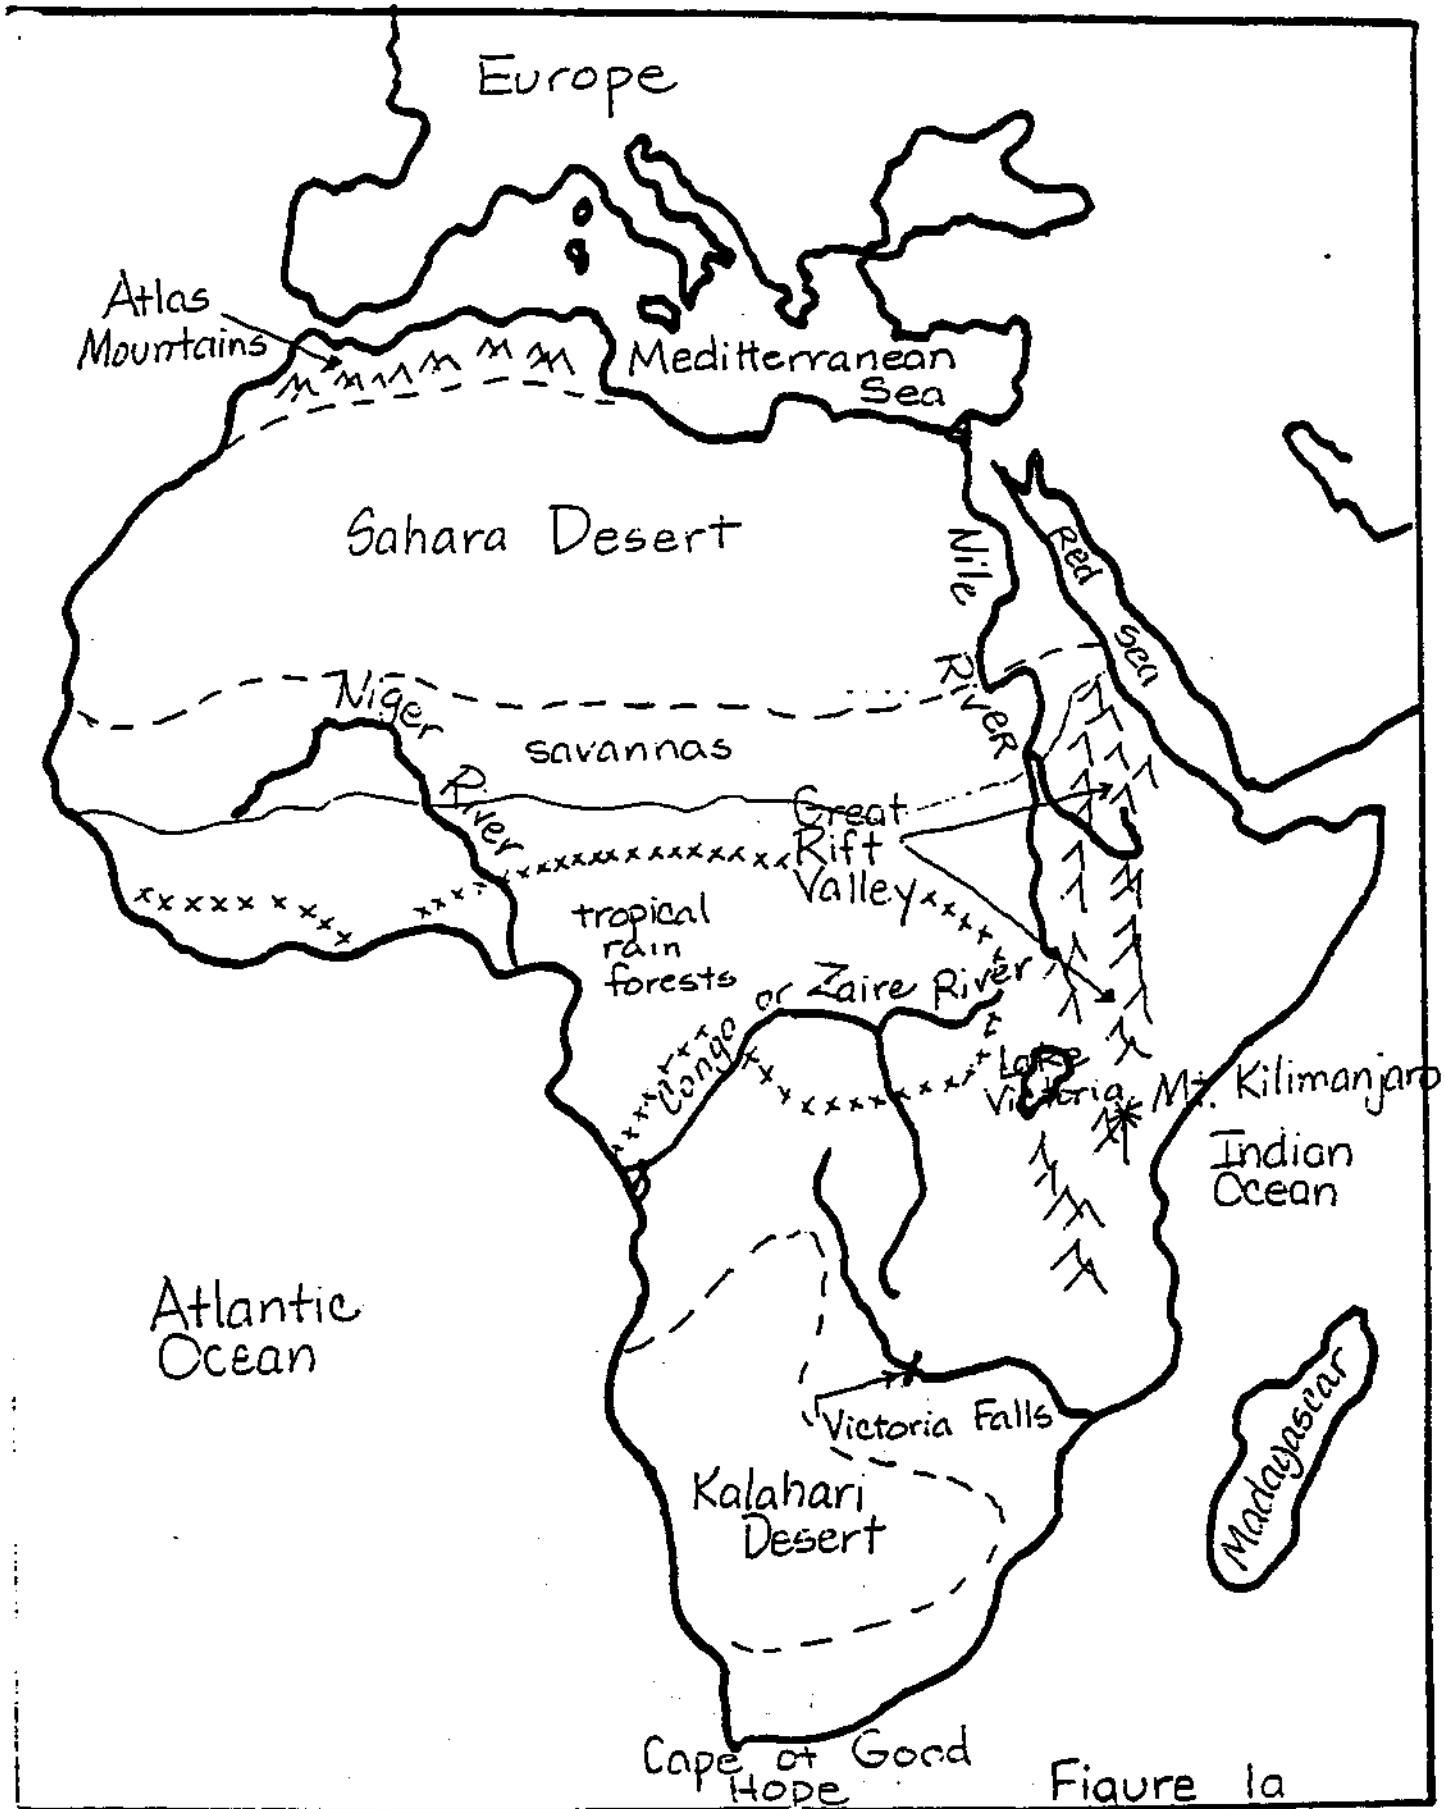 Europe
Atlas
Mountains
Meditterranean
Sea
Sahara Desert
Nile
River
Red
Sea
Niger
River
savannas
Great
Rift
Valley
tropical
rain
forests
Congo or Zaire River
Lake
Victoria
Mt. Kilimanjaro
Indian
Ocean
Atlantic
Ocean
Victoria Falls
Madagascar
Kalahari
Desert
Cape of Good
Hope
Figure 1a